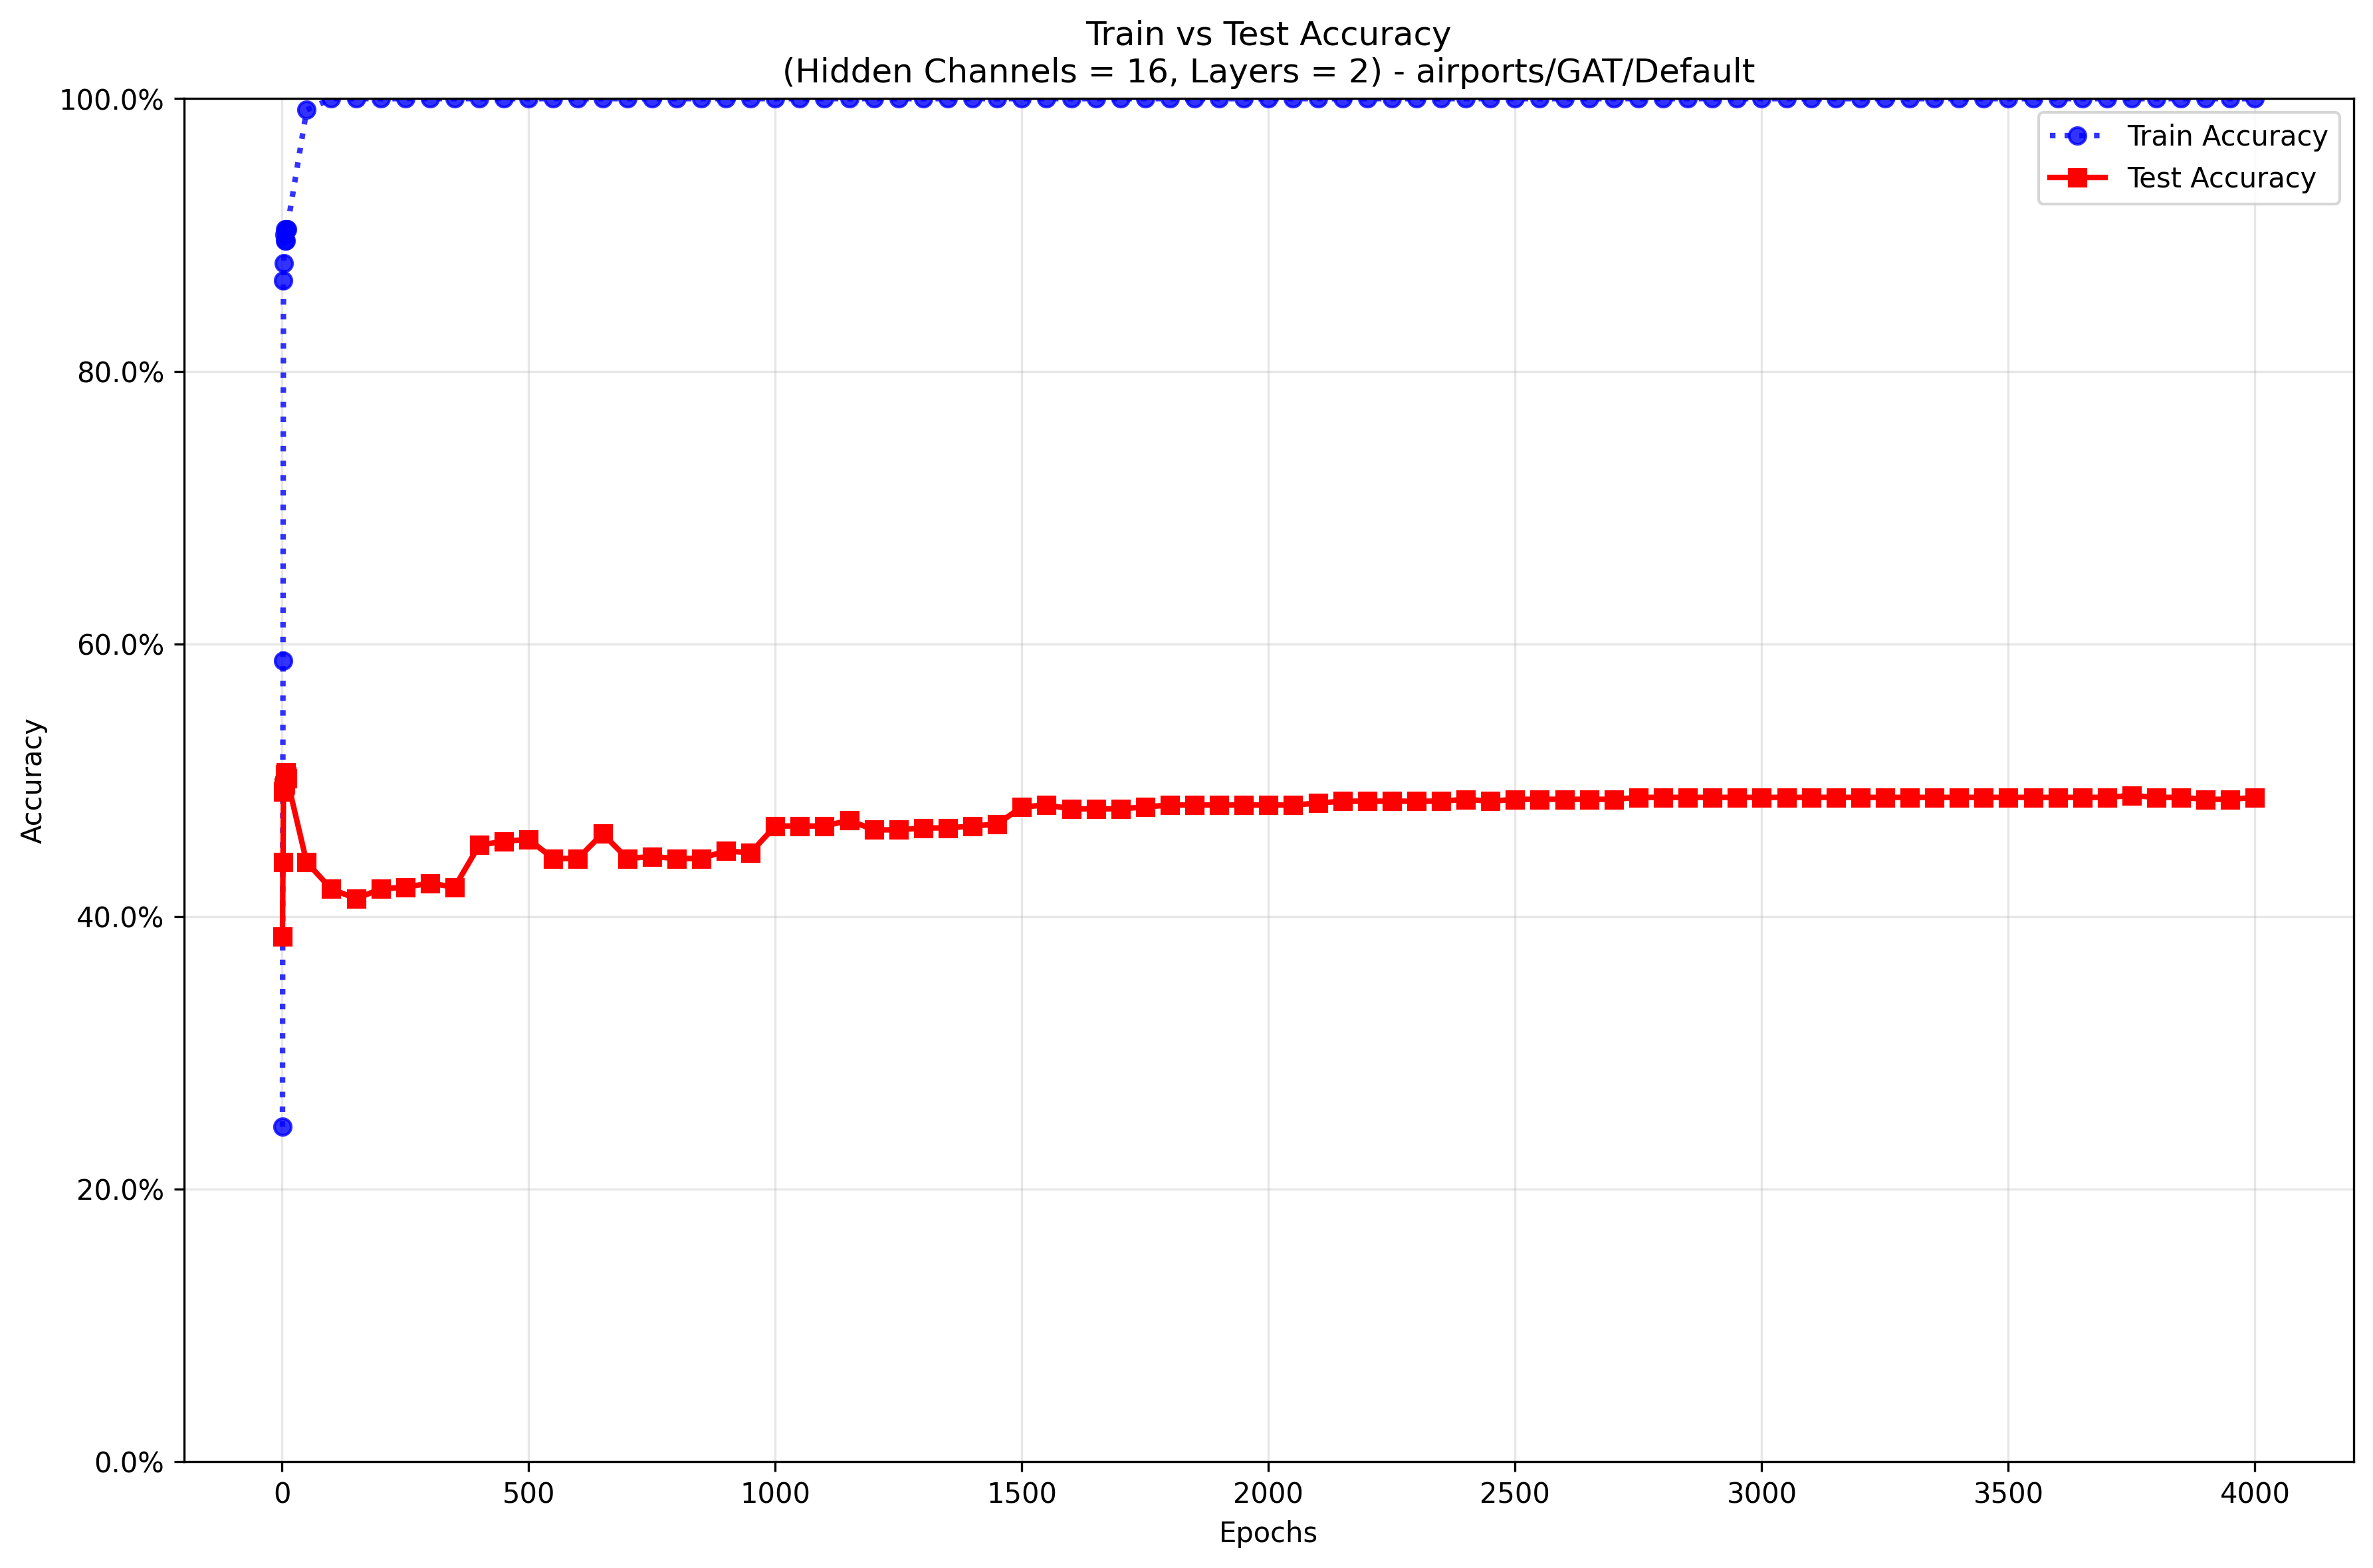 Train vs Test Accuracy
(Hidden Channels = 16, Layers = 2) - airports/GAT/Default
100.0%
80.0%
60.0%
40.0%
20.0%
0.0%
Accuracy
Train Accuracy
Test Accuracy
0
500
1000
1500
2000
2500
3000
3500
4000
Epochs